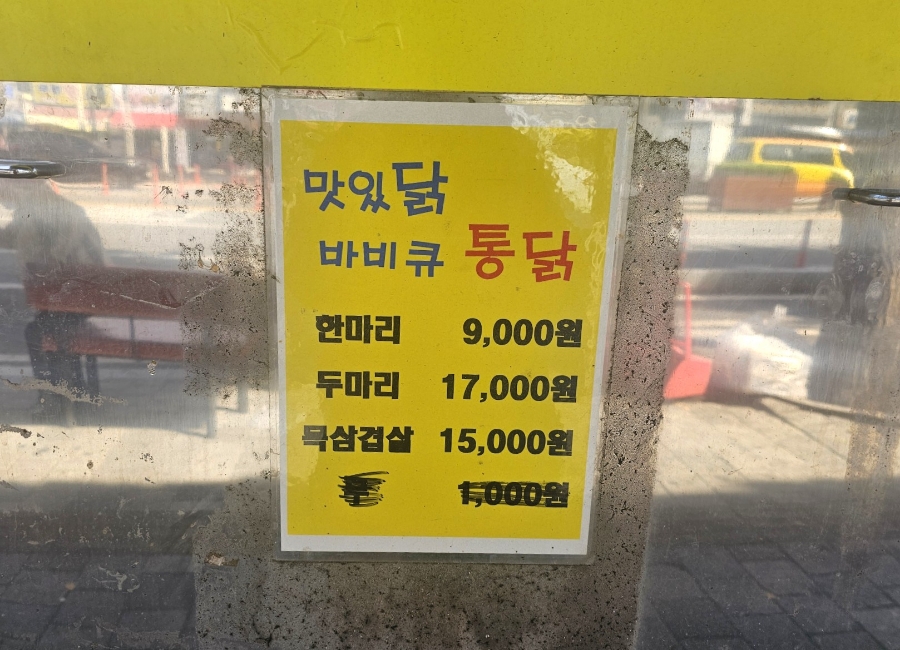 맛있닭
바비큐 통닭
한마리 9,000원
두마리 17,000원
목삼겹살 15,000원
1,000원